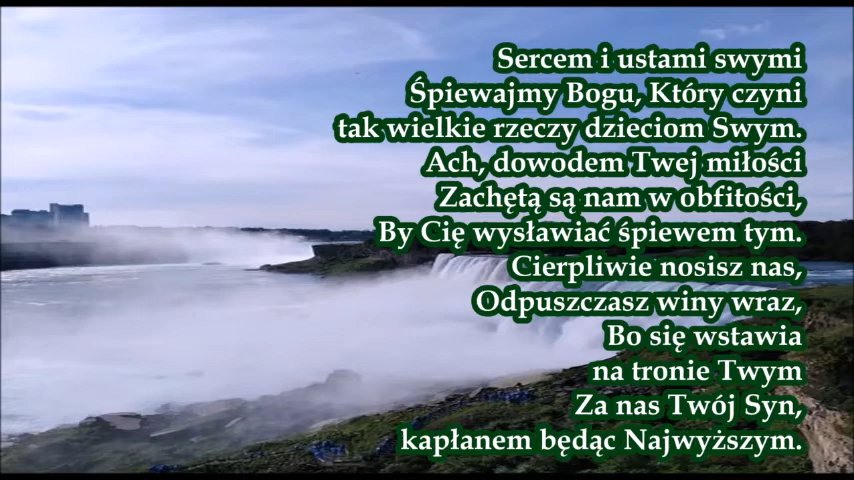 Sercem i ustami swymi
Śpiewajmy Bogu, Który czyni
tak wielkie rzeczy dzieciom Swym.
Ach, dowodem Twej miłości
Zachętą są nam w obfitości,
By Cię wysławiać śpiewem tym.
Cierpliwie nosisz nas,
Odpuszczasz winy wraz,
Bo się wstawia
na tronie Twym
Za nas Twój Syn,
kapłanem będąc Najwyższym.